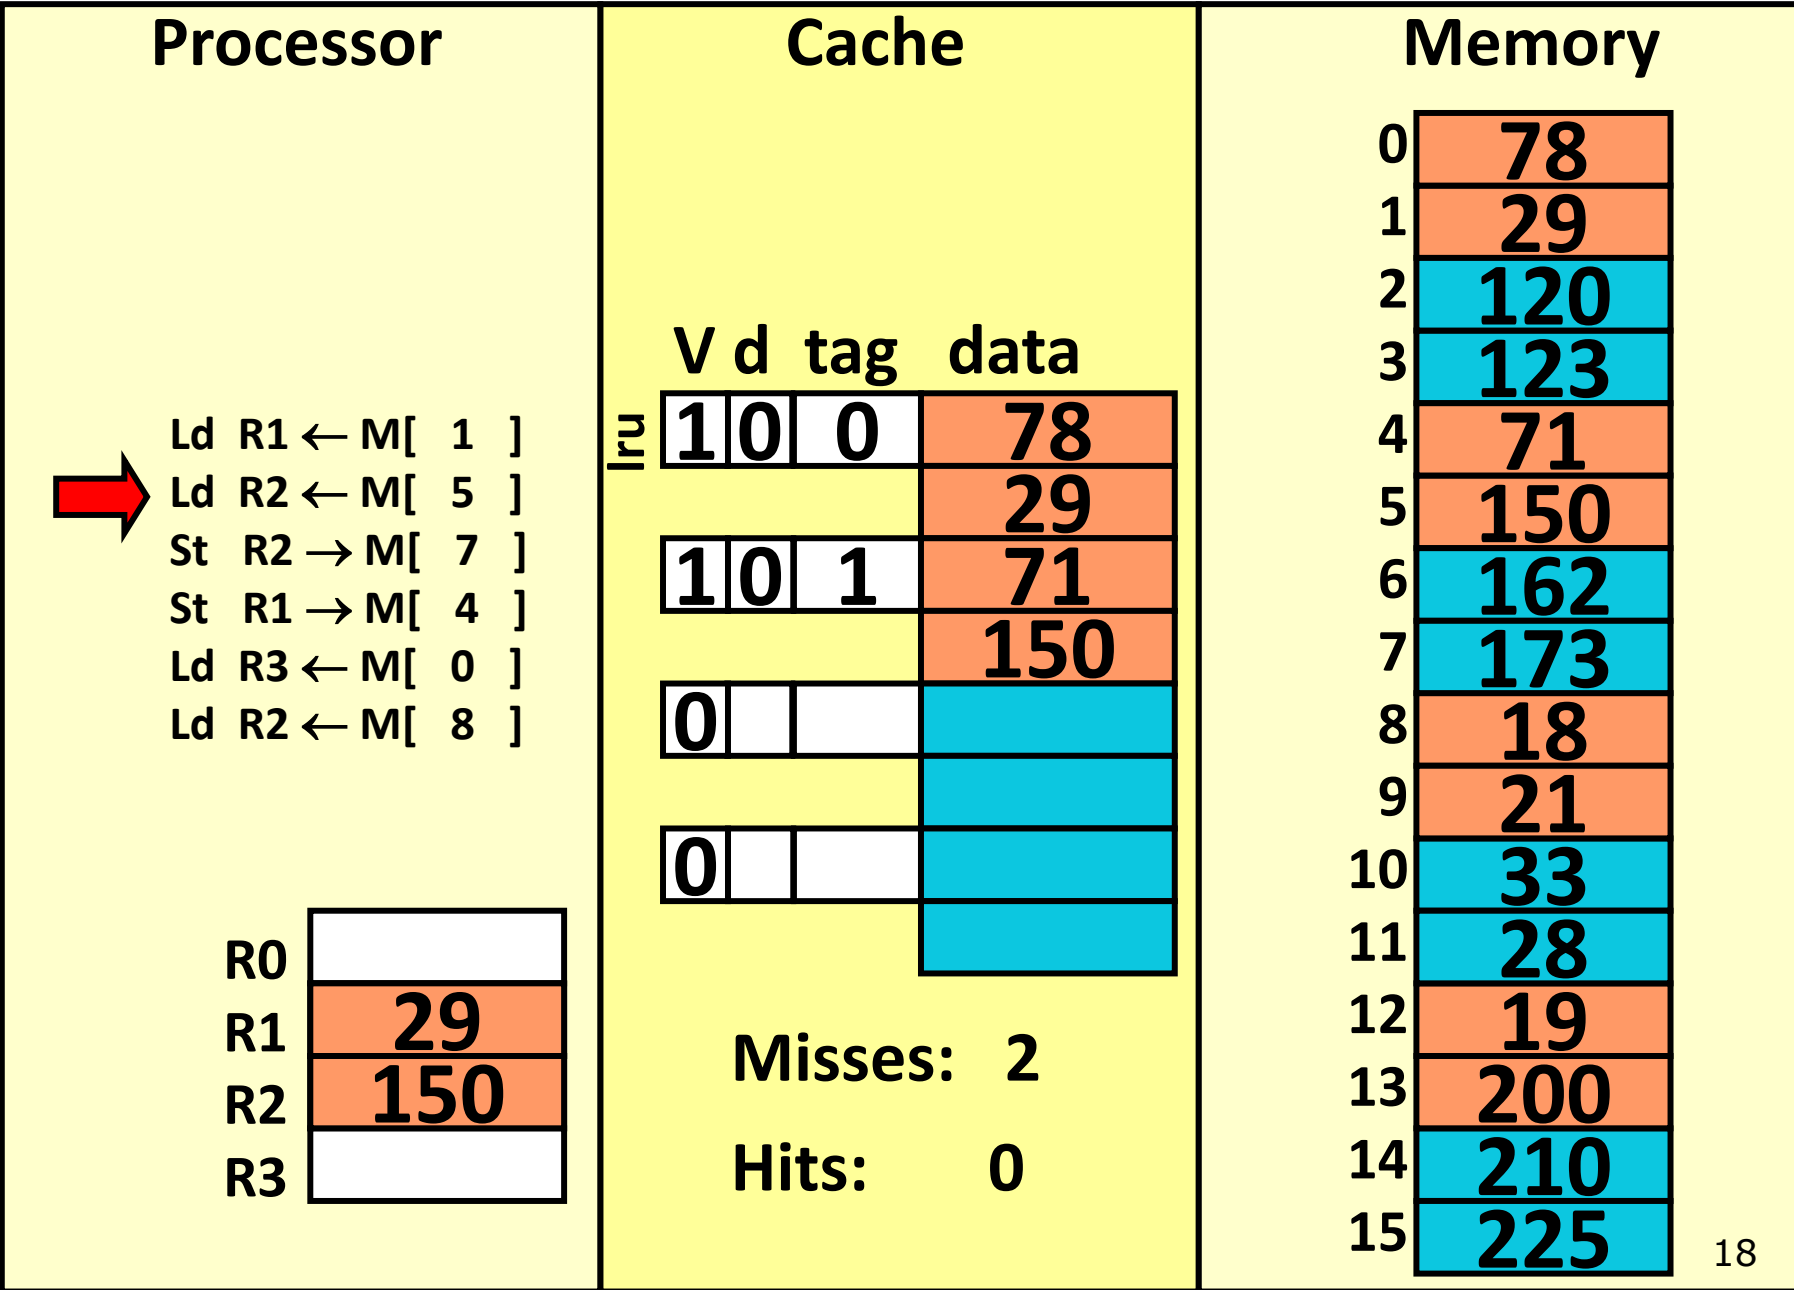 Processor
Ld R1 ← M[ 1 ]
Ld R2 ← M[ 5 ]
St R2 → M[ 7 ]
St R1 → M[ 4 ]
Ld R3 ← M[ 0 ]
Ld R2 ← M[ 8 ]
R0
R1 29
R2 150
R3
Cache
V d tag data
lru 1 0 0 78
29
1 0 1 71
150
0
0
Misses: 2
Hits: 0
Memory
0 78
1 29
2 120
3 123
4 71
5 150
6 162
7 173
8 18
9 21
10 33
11 28
12 19
13 200
14 210
15 225
18